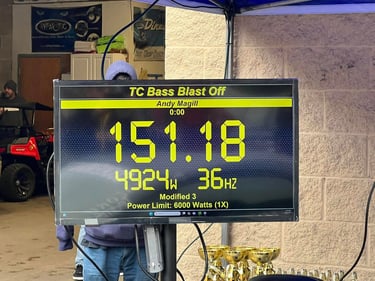 TC Bass Blast Off
Andy Magill
0:00
151.18
4924W 36HZ
Modified 3
Power Limit: 6000 Watts (1X)